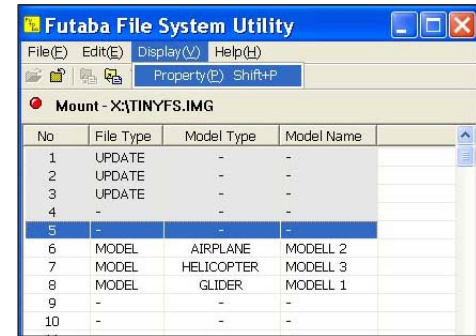 Futaba File System Utility
File(F) Edit(E) Display(V) Help(H)
Property(P) Shift+P
Mount - X:\TINYFS.IMG
No File Type Model Type Model Name
1 UPDATE - -
2 UPDATE - -
3 UPDATE - -
4 - - -
5 - - -
6 MODEL AIRPLANE MODELL 2
7 MODEL HELICOPTER MODELL 3
8 MODEL GLIDER MODELL 1
9 - - -
10 - - -